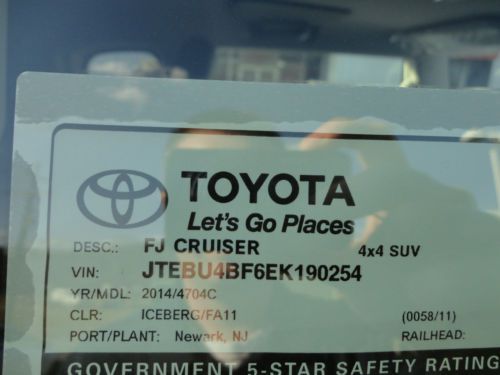 TOYOTA
Let's Go Places
DESC.: FJ CRUISER 4x4 SUV
VIN: JTEBU4BF6EK190254
YR/MDL: 2014/4704C
CLR: ICEBERG/FA11 (0058/11)
PORT/PLANT: Newark, NJ RAILHEAD:
GOVERNMENT 5-STAR SAFETY RATING